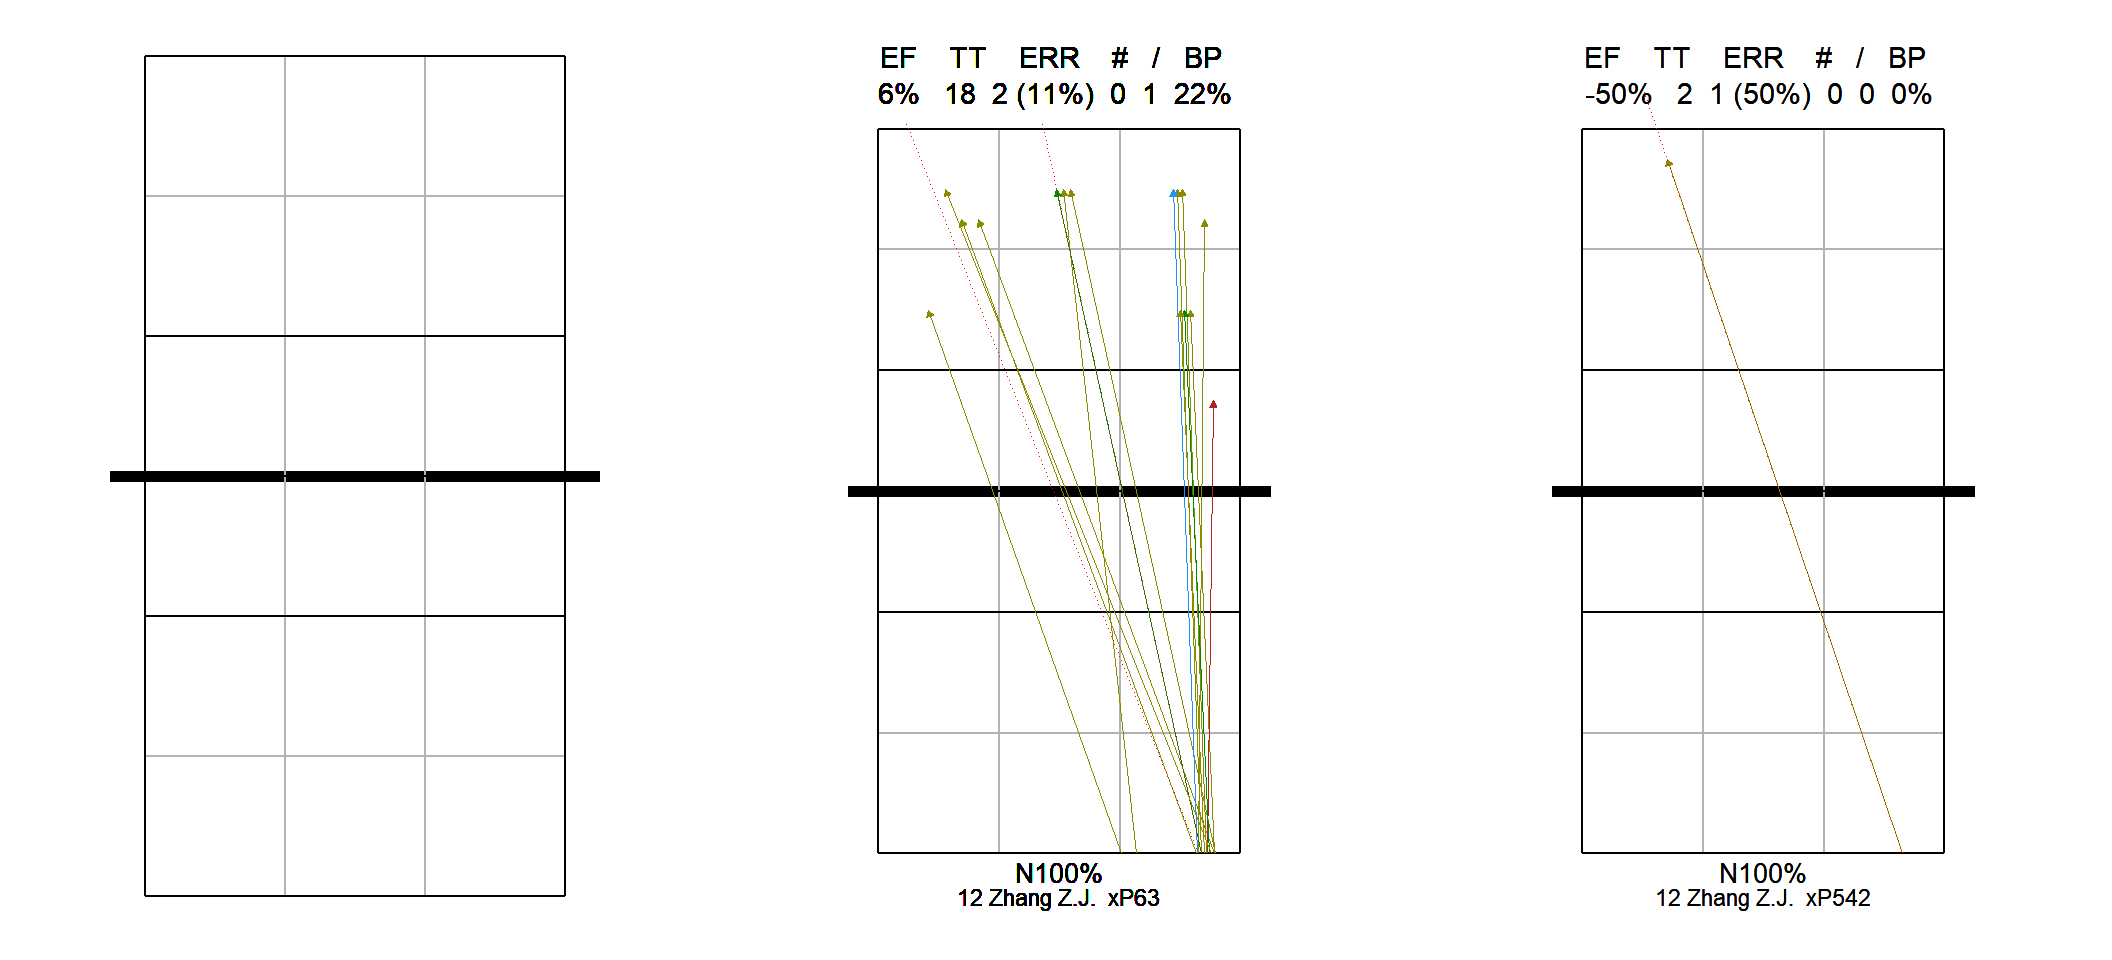 EF TT ERR # / BP
6% 18 2 (11%) 0 1 22%
N100%
12 Zhang Z.J. xP63
EF TT ERR # / BP
-50% 2 1 (50%) 0 0 0%
N100%
12 Zhang Z.J. xP542